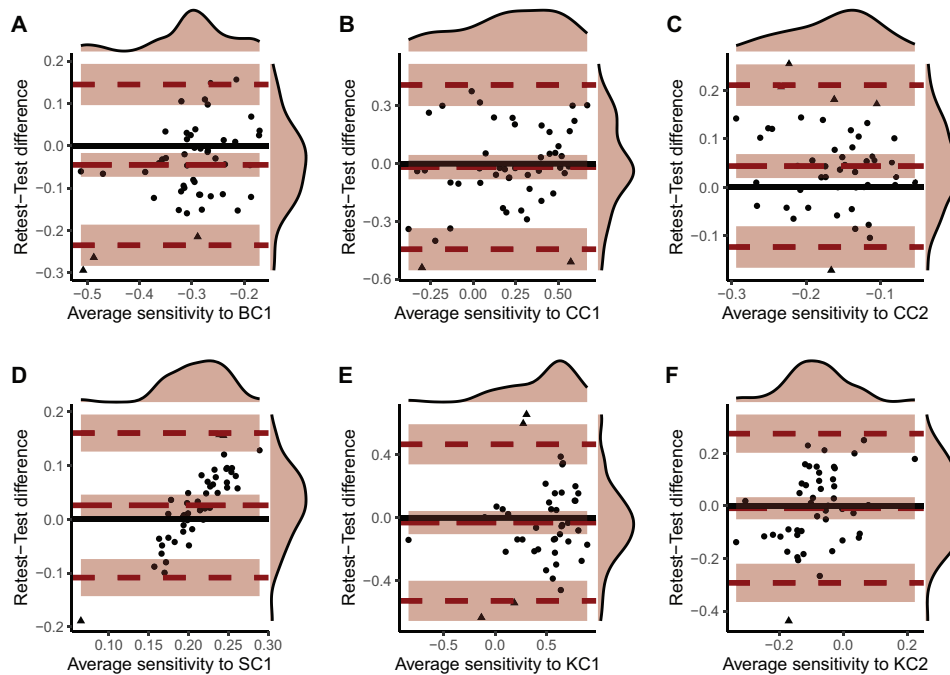 A
B
C
Retest−Test difference
0.2
0.1
0.0
−0.1
−0.2
−0.3
−0.5
−0.4
−0.3
−0.2
Average sensitivity to BC1
Retest−Test difference
0.3
0.0
−0.3
−0.6
−0.25
0.00
0.25
0.50
Average sensitivity to CC1
Retest−Test difference
0.2
0.1
0.0
−0.1
−0.3
−0.2
−0.1
Average sensitivity to CC2
D
E
F
Retest−Test difference
0.2
0.1
0.0
−0.1
−0.2
0.10
0.15
0.20
0.25
0.30
Average sensitivity to SC1
Retest−Test difference
0.4
0.0
−0.4
−0.5
0.0
0.5
Average sensitivity to KC1
Retest−Test difference
0.4
0.2
0.0
−0.2
−0.4
−0.2
0.0
0.2
Average sensitivity to KC2